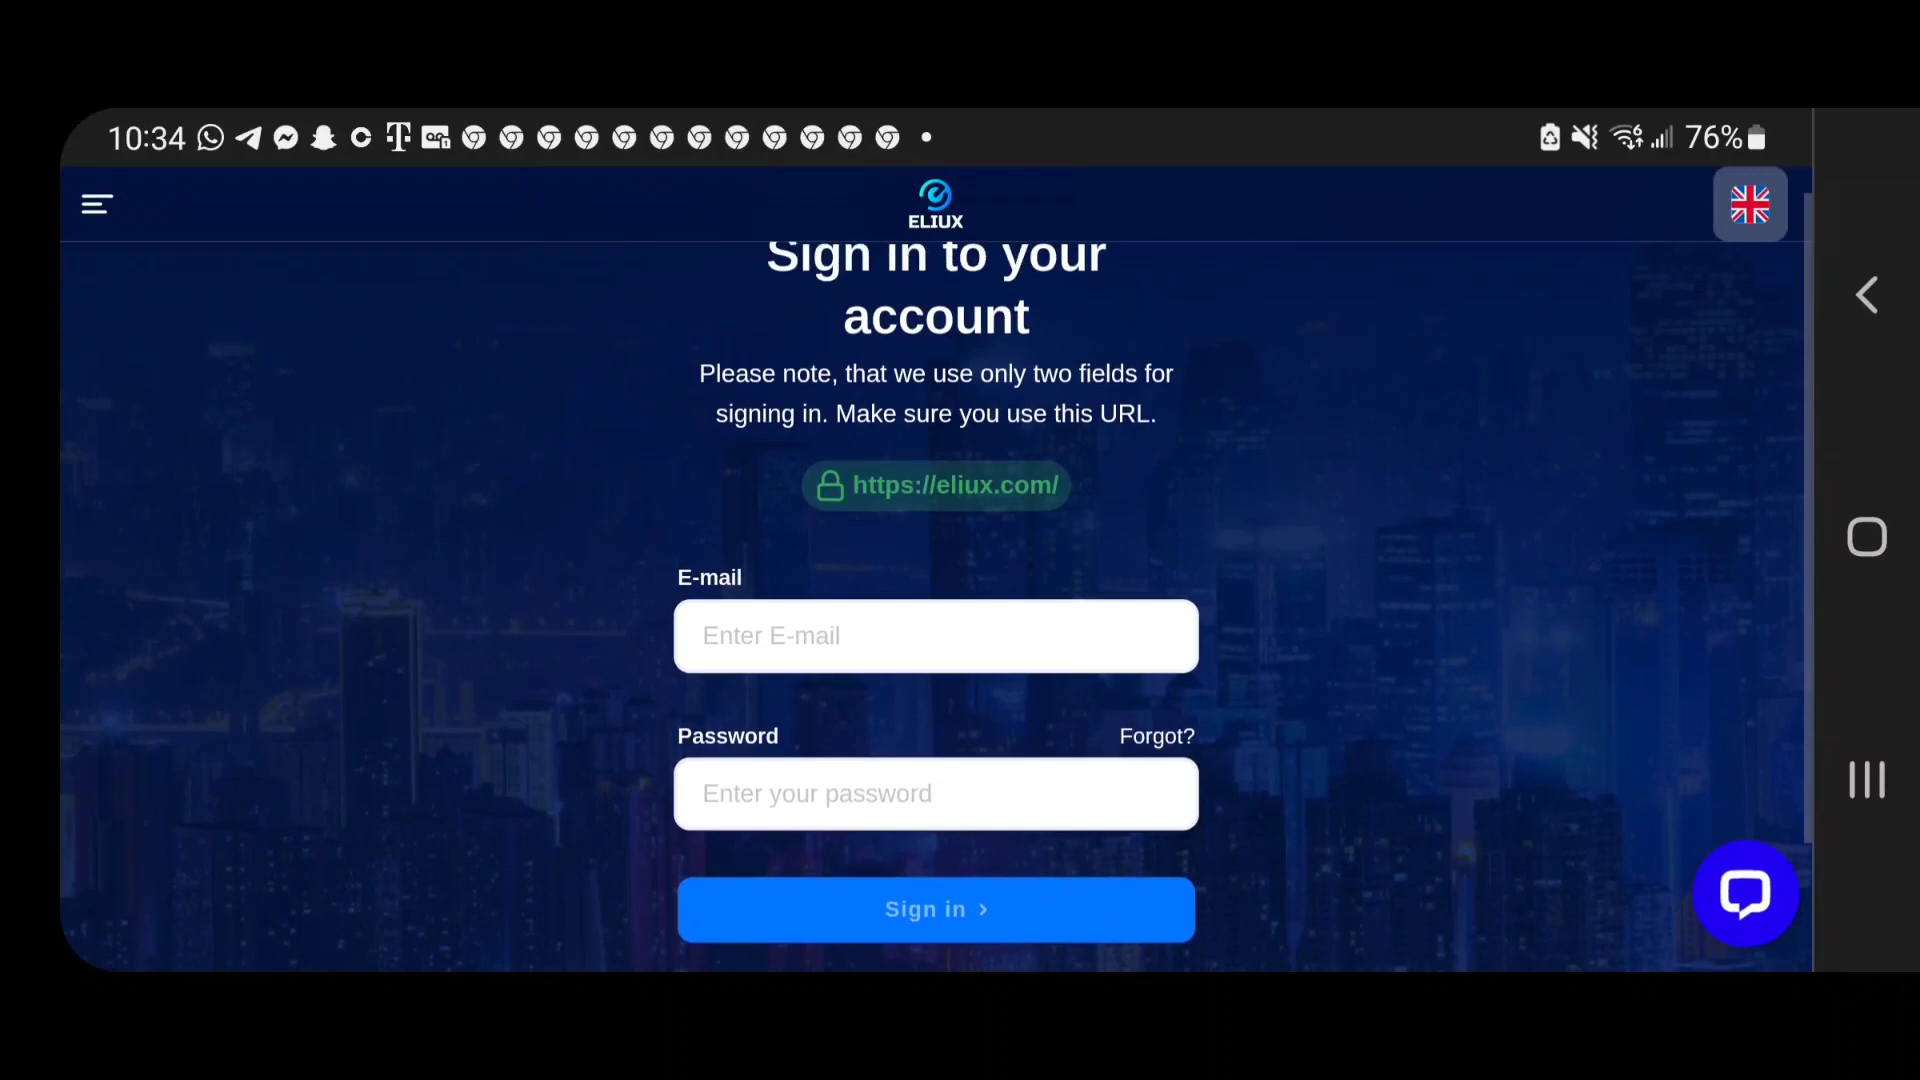 10:34
76%
ELIUX
Sign in to your
account
Please note, that we use only two fields for
signing in. Make sure you use this URL.
https://eliux.com/
E-mail
Enter E-mail
Password Forgot?
Enter your password
Sign in >